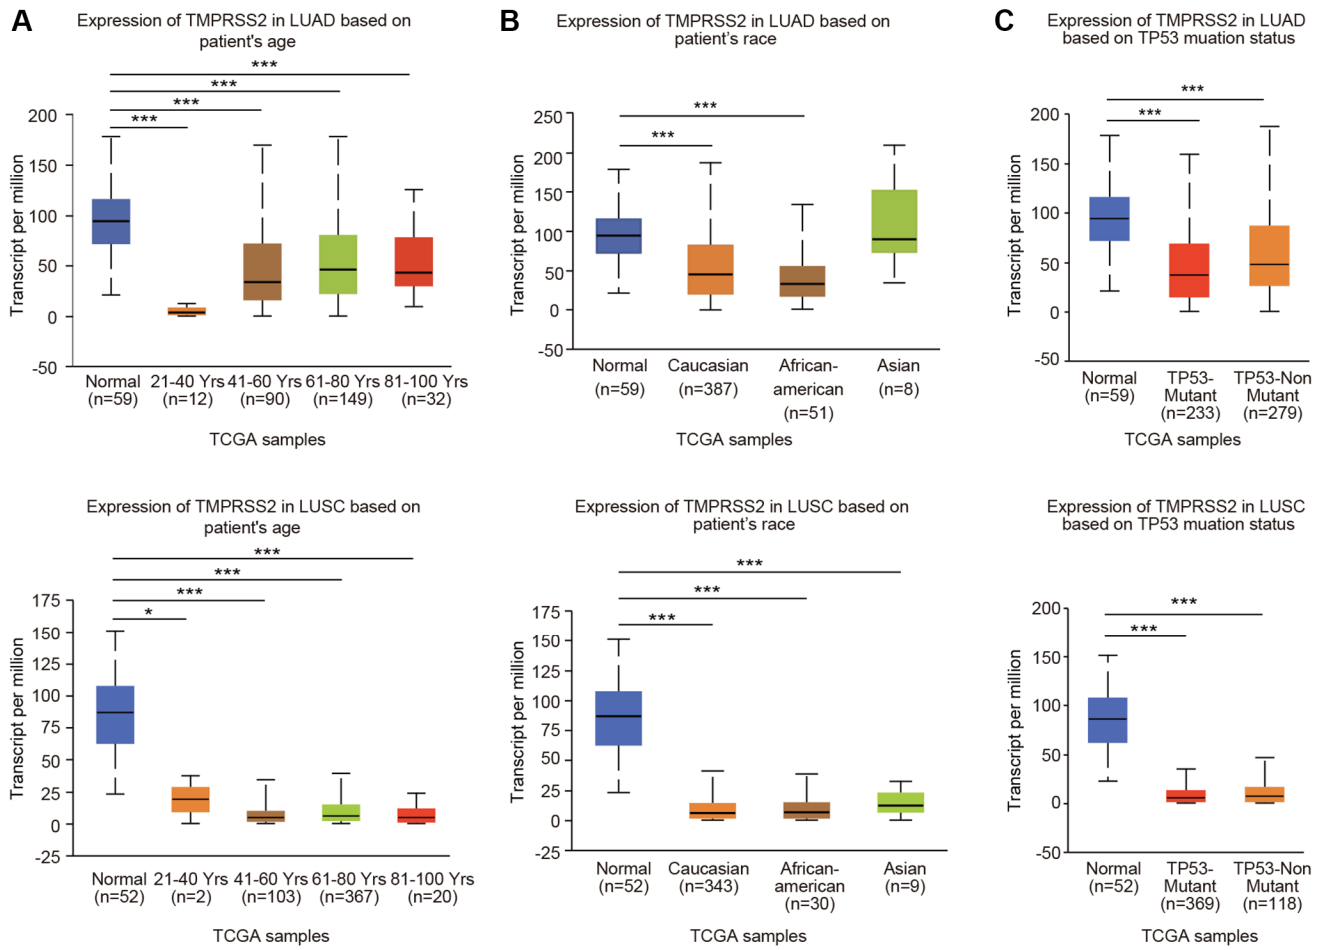 A
Expression of TMPRSS2 in LUAD based on
patient's age
***
***
***
***
200
150
100
50
0
-50
Transcript per million
Normal 21-40 Yrs 41-60 Yrs 61-80 Yrs 81-100 Yrs
(n=59) (n=12) (n=90) (n=149) (n=32)
TCGA samples
B
Expression of TMPRSS2 in LUAD based on
patient’s race
***
***
250
200
150
100
50
0
-50
Transcript per million
Normal Caucasian African- Asian
(n=59) (n=387) american (n=8)
(n=51)
TCGA samples
C
Expression of TMPRSS2 in LUAD
based on TP53 muation status
***
***
200
150
100
50
0
-50
Transcript per million
Normal TP53- TP53-Non
(n=59) Mutant Mutant
(n=233) (n=279)
TCGA samples
Expression of TMPRSS2 in LUSC based on
patient's age
***
***
***
*
175
150
125
100
75
50
25
0
-25
Transcript per million
Normal 21-40 Yrs 41-60 Yrs 61-80 Yrs 81-100 Yrs
(n=52) (n=2) (n=103) (n=367) (n=20)
TCGA samples
Expression of TMPRSS2 in LUSC based on
patient’s race
***
***
***
175
150
125
100
75
50
25
0
-25
Transcript per million
Normal Caucasian African- Asian
(n=52) (n=343) american (n=9)
(n=30)
TCGA samples
Expression of TMPRSS2 in LUSC
based on TP53 muation status
***
***
200
150
100
50
0
-50
Transcript per million
Normal TP53- TP53-Non
(n=52) Mutant Mutant
(n=369) (n=118)
TCGA samples